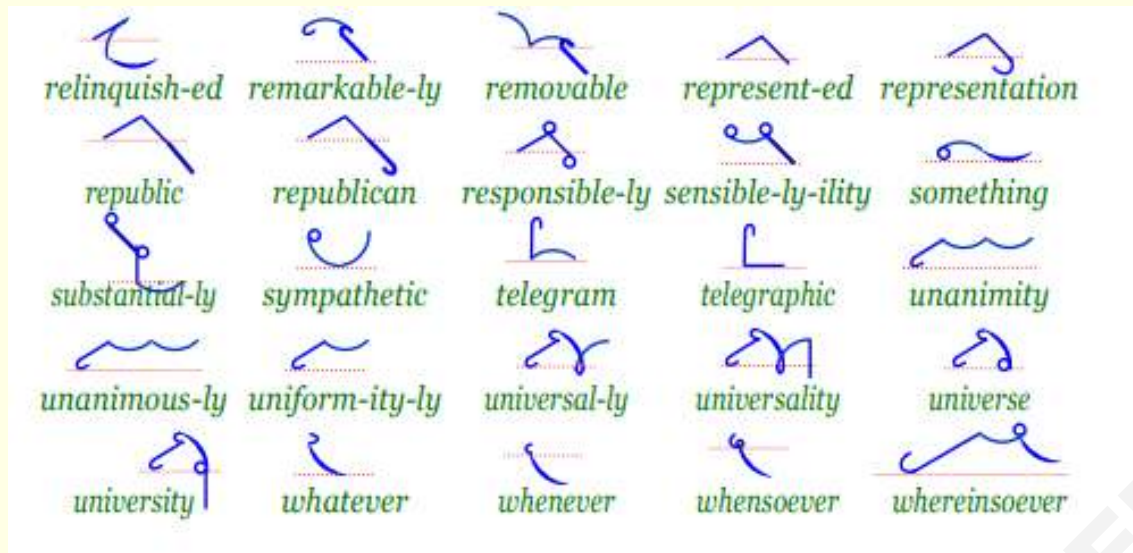 relinquish-ed remarkable-ly removable represent-ed representation
republic republican responsible-ly sensible-ly-ility something
substantial-ly sympathetic telegram telegraphic unanimity
unanimous-ly uniform-ity-ly universal-ly universality universe
university whatever whenever whensoever whereinsoever